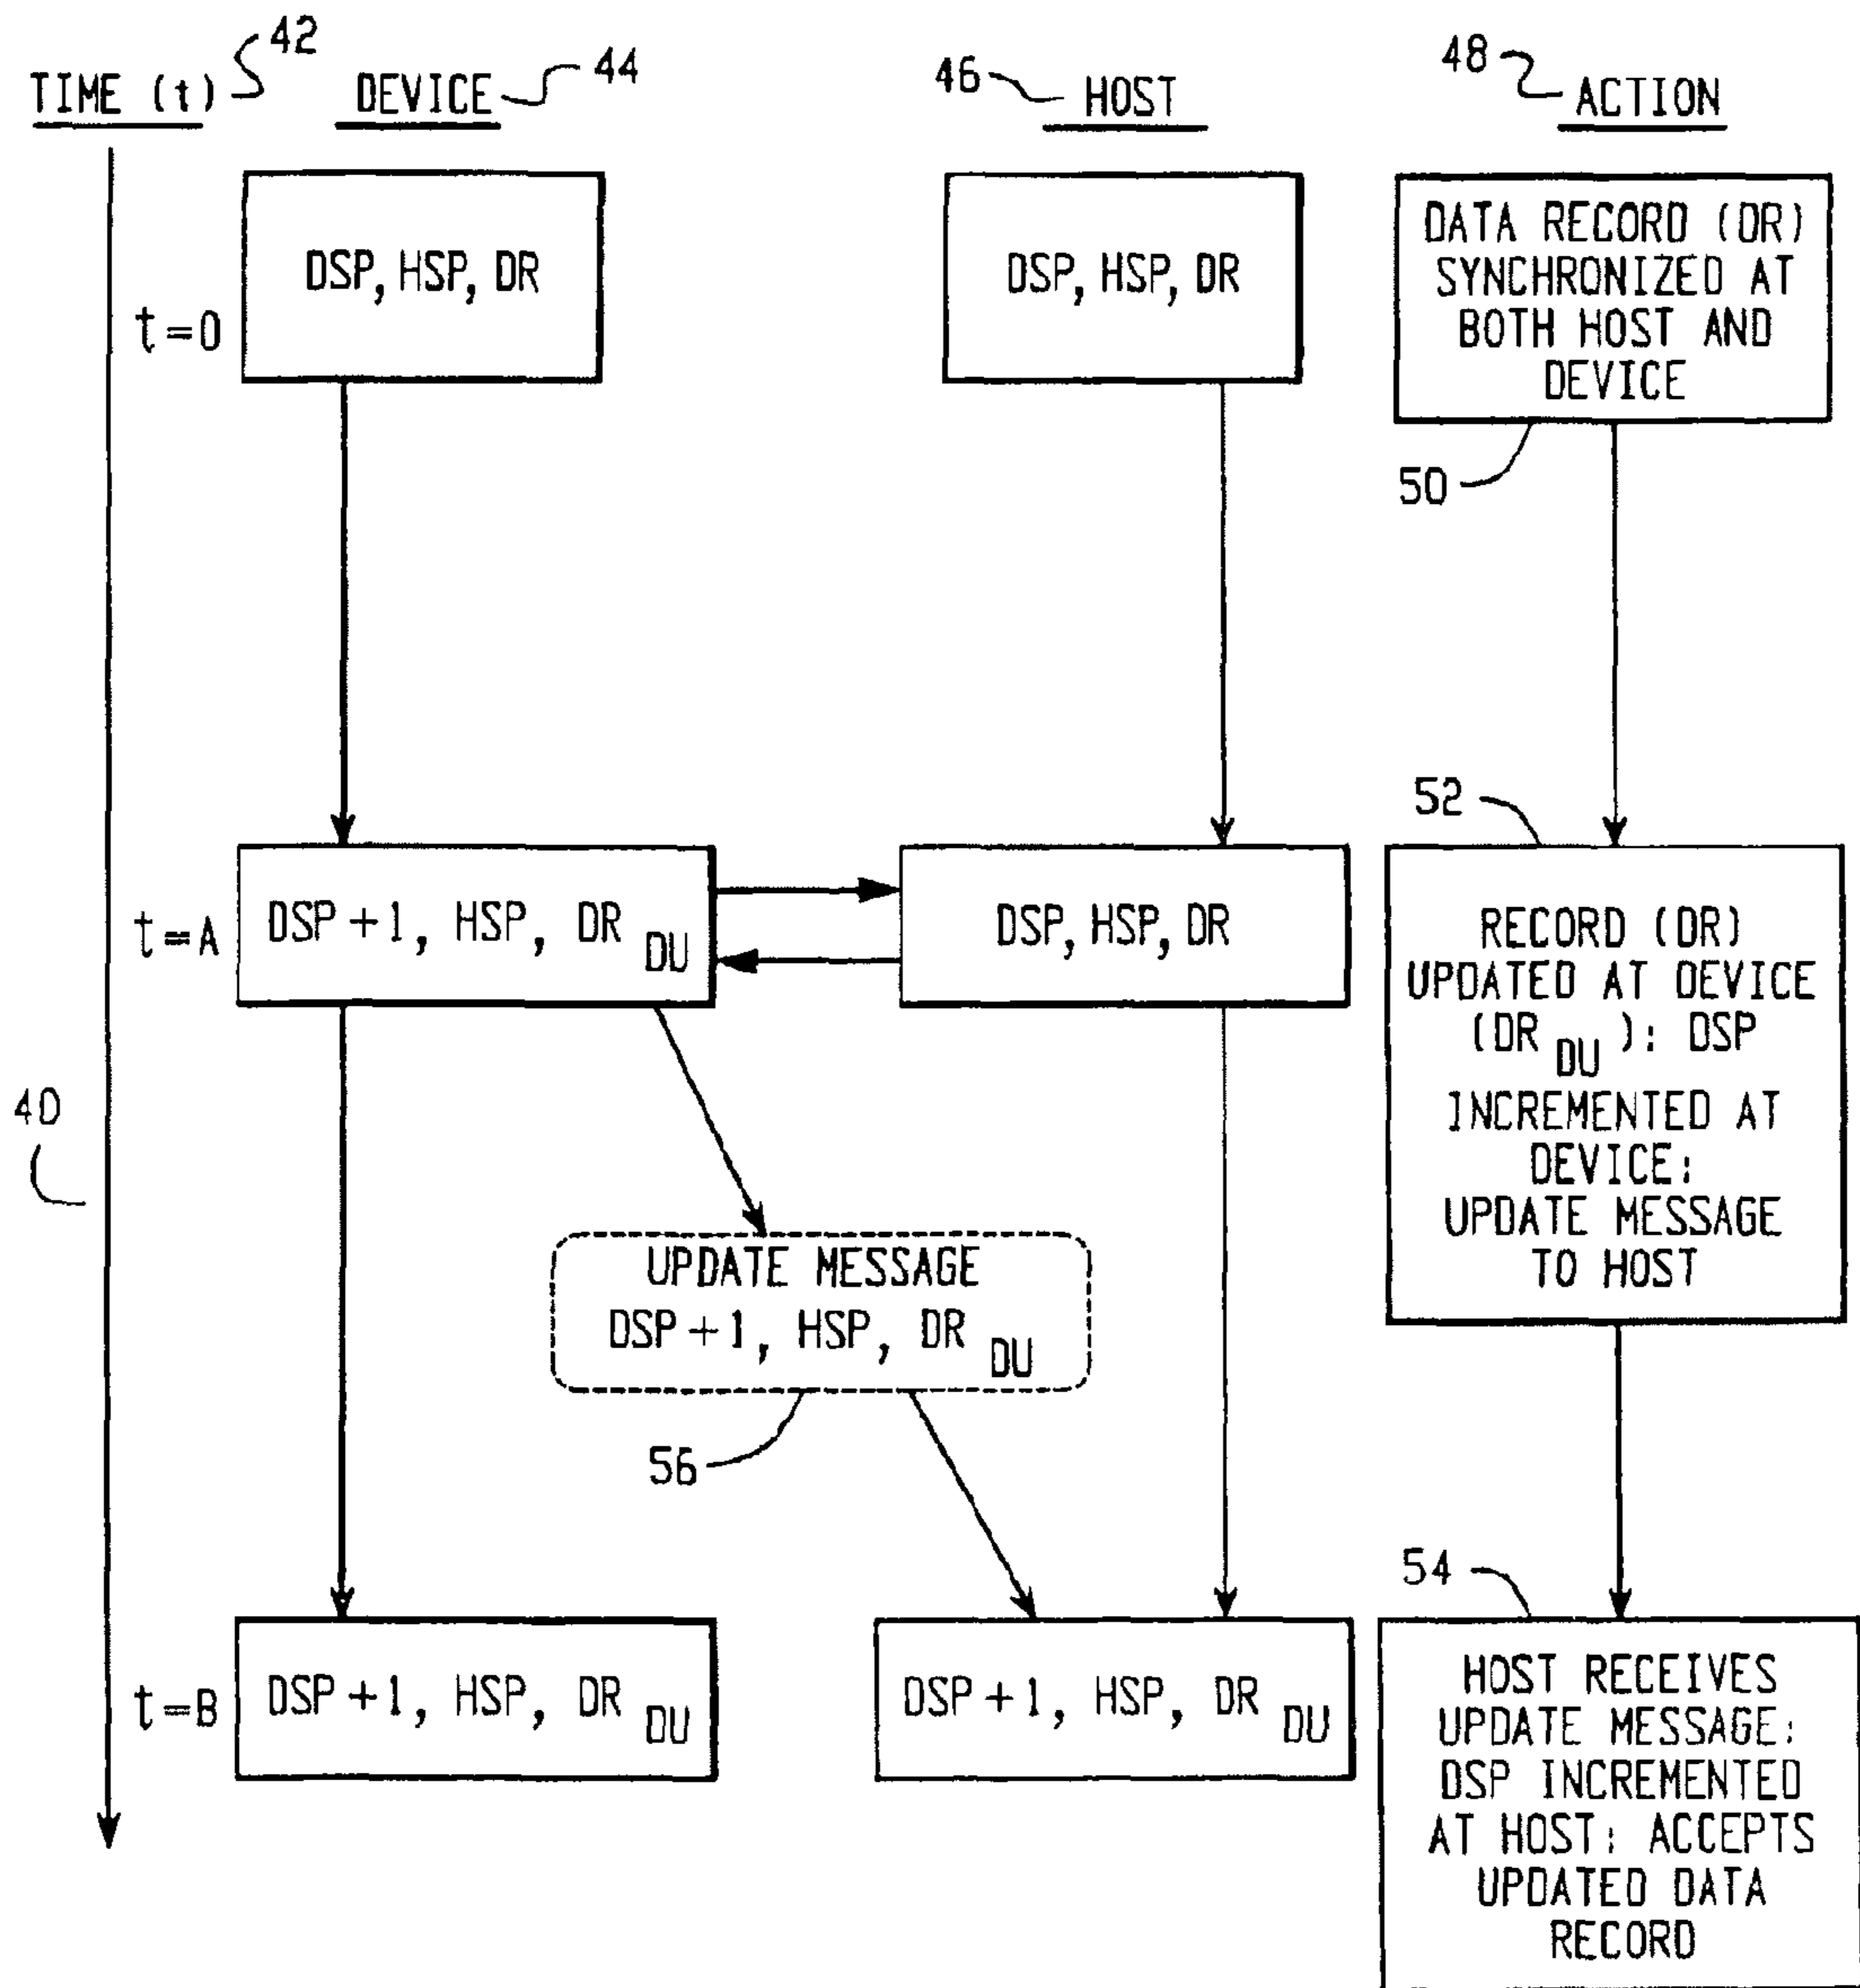 TIME (t) 42
DEVICE 44
46 HOST
48 ACTION
t=0
DSP, HSP, DR
DSP, HSP, DR
DATA RECORD (DR)
SYNCHRONIZED AT
BOTH HOST AND
DEVICE
50
52
t=A
DSP+1, HSP, DR DU
DSP, HSP, DR
RECORD (DR)
UPDATED AT DEVICE
(DR DU): DSP
INCREMENTED AT
DEVICE:
UPDATE MESSAGE
TO HOST
40
UPDATE MESSAGE
DSP+1, HSP, DR DU
56
54
t=B
DSP+1, HSP, DR DU
DSP+1, HSP, DR DU
HOST RECEIVES
UPDATE MESSAGE:
DSP INCREMENTED
AT HOST: ACCEPTS
UPDATED DATA
RECORD